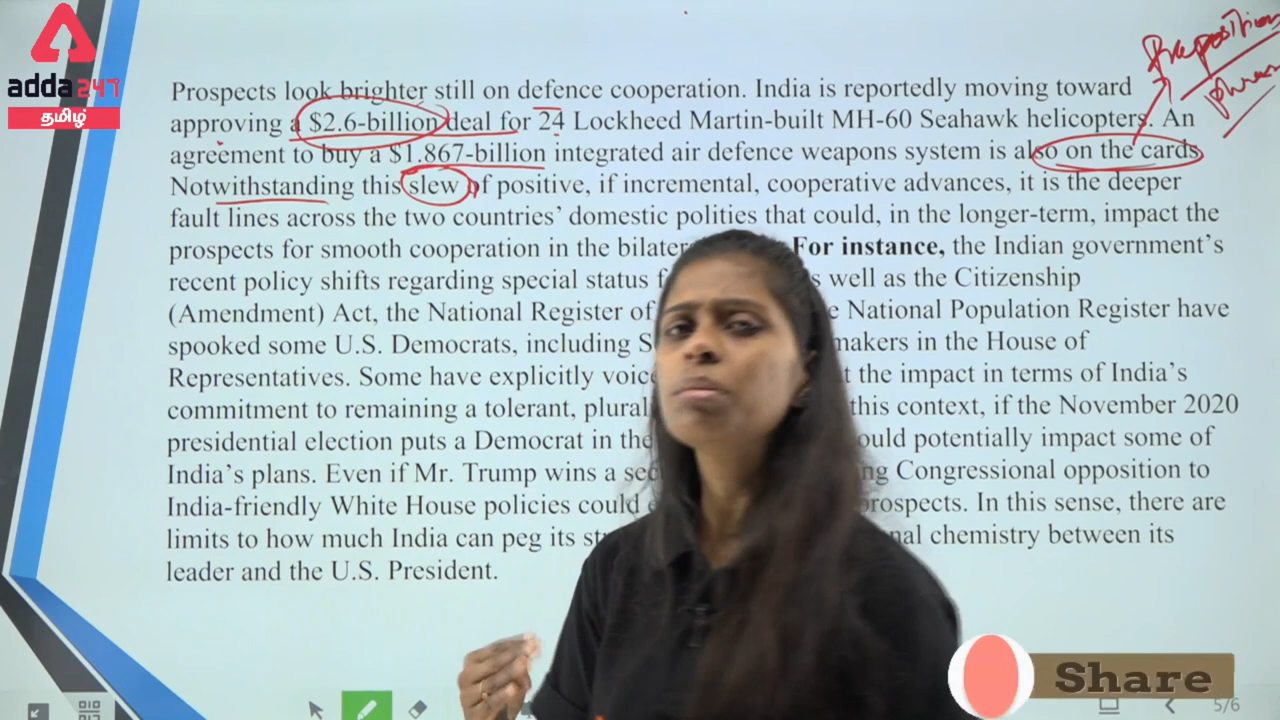 adda247
தமிழ்
Preposition
Prospects look brighter still on defence cooperation. India is reportedly moving toward
approving a $2.6-billion deal for 24 Lockheed Martin-built MH-60 Seahawk helicopters. An
agreement to buy a $1.867-billion integrated air defence weapons system is also on the cards
Notwithstanding this slew of positive, if incremental, cooperative advances, it is the deeper
fault lines across the two countries' domestic polities that could, in the longer-term, impact the
prospects for smooth cooperation in the For instance, the Indian government's
recent policy shifts regarding special status well as the Citizenship
(Amendment) Act, the National Register of National Population Register have
spooked some U.S. Democrats, including makers in the House of
Representatives. Some have explicitly the impact in terms of India's
commitment to remaining a tolerant, this context, if the November 2020
presidential election puts a Democrat in the potentially impact some of
India's plans. Even if Mr. Trump wins a Congressional opposition to
India-friendly White House policies could prospects. In this sense, there are
limits to how much India can peg its chemistry between its
leader and the U.S. President.
Share
5/6